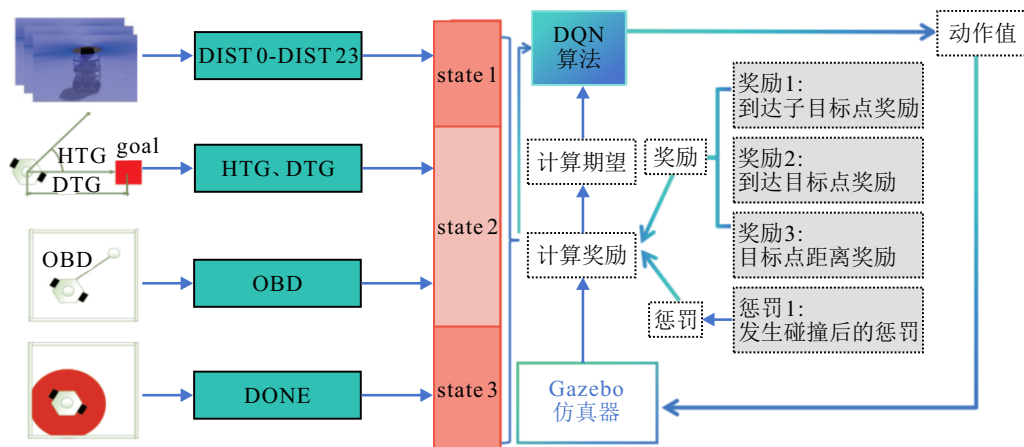 DIST 0-DIST 23
HTG
goal
DTG
HTG、DTG
OBD
OBD
DONE
state 1
state 2
state 3
DQN
算法
计算期望
计算奖励
Gazebo
仿真器
奖励
惩罚
动作值
奖励1：
到达子目标点奖励
奖励2：
到达目标点奖励
奖励3：
目标点距离奖励
惩罚1：
发生碰撞后的惩罚